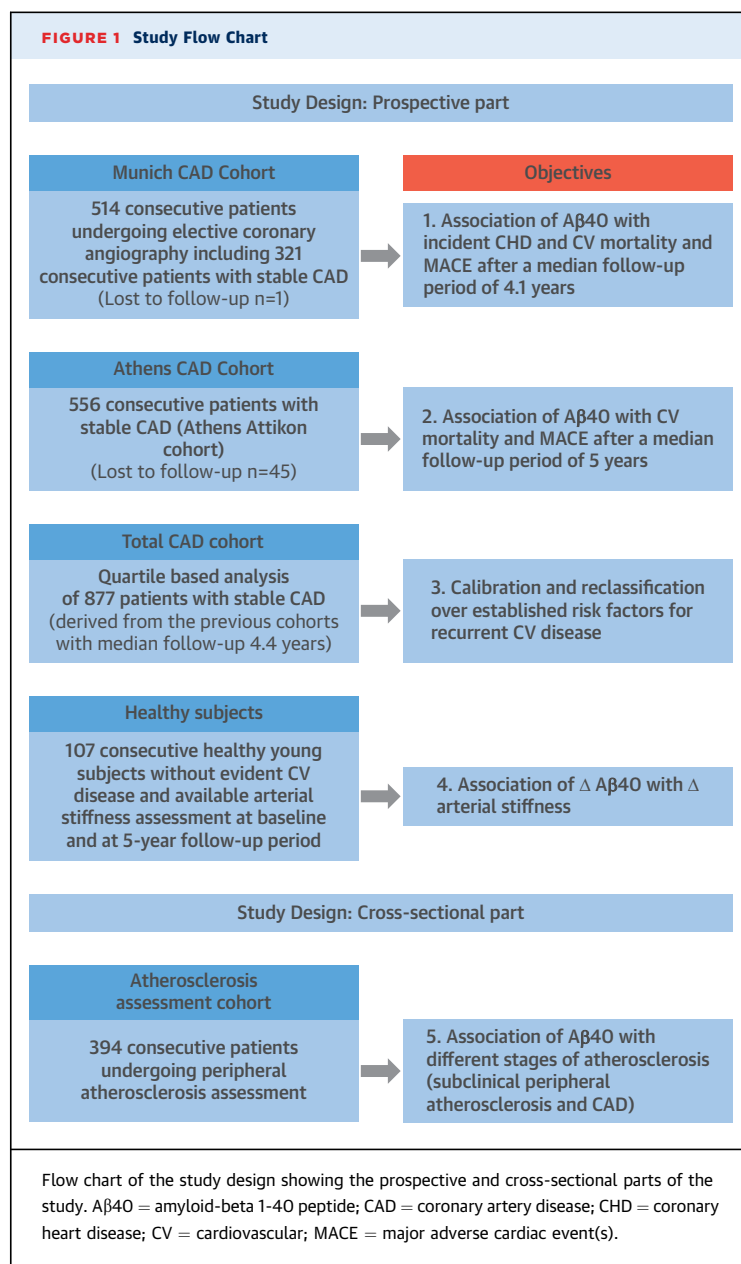 FIGURE 1 Study Flow Chart
Study Design: Prospective part
Munich CAD Cohort
514 consecutive patients
undergoing elective coronary
angiography including 321
consecutive patients with stable CAD
(Lost to follow-up n=1)
Objectives
1. Association of Aβ40 with
incident CHD and CV mortality and
MACE after a median follow-up
period of 4.1 years
Athens CAD Cohort
556 consecutive patients with
stable CAD (Athens Attikon
cohort)
(Lost to follow-up n=45)
2. Association of Aβ40 with CV
mortality and MACE after a median
follow-up period of 5 years
Total CAD cohort
Quartile based analysis
of 877 patients with stable CAD
(derived from the previous cohorts
with median follow-up 4.4 years)
3. Calibration and reclassification
over established risk factors for
recurrent CV disease
Healthy subjects
107 consecutive healthy young
subjects without evident CV
disease and available arterial
stiffness assessment at baseline
and at 5-year follow-up period
4. Association of Δ Aβ40 with Δ
arterial stiffness
Study Design: Cross-sectional part
Atherosclerosis
assessment cohort
394 consecutive patients
undergoing peripheral
atherosclerosis assessment
5. Association of Aβ40 with
different stages of atherosclerosis
(subclinical peripheral
atherosclerosis and CAD)
Flow chart of the study design showing the prospective and cross-sectional parts of the
study. Aβ40 = amyloid-beta 1-40 peptide; CAD = coronary artery disease; CHD = coronary
heart disease; CV = cardiovascular; MACE = major adverse cardiac event(s).